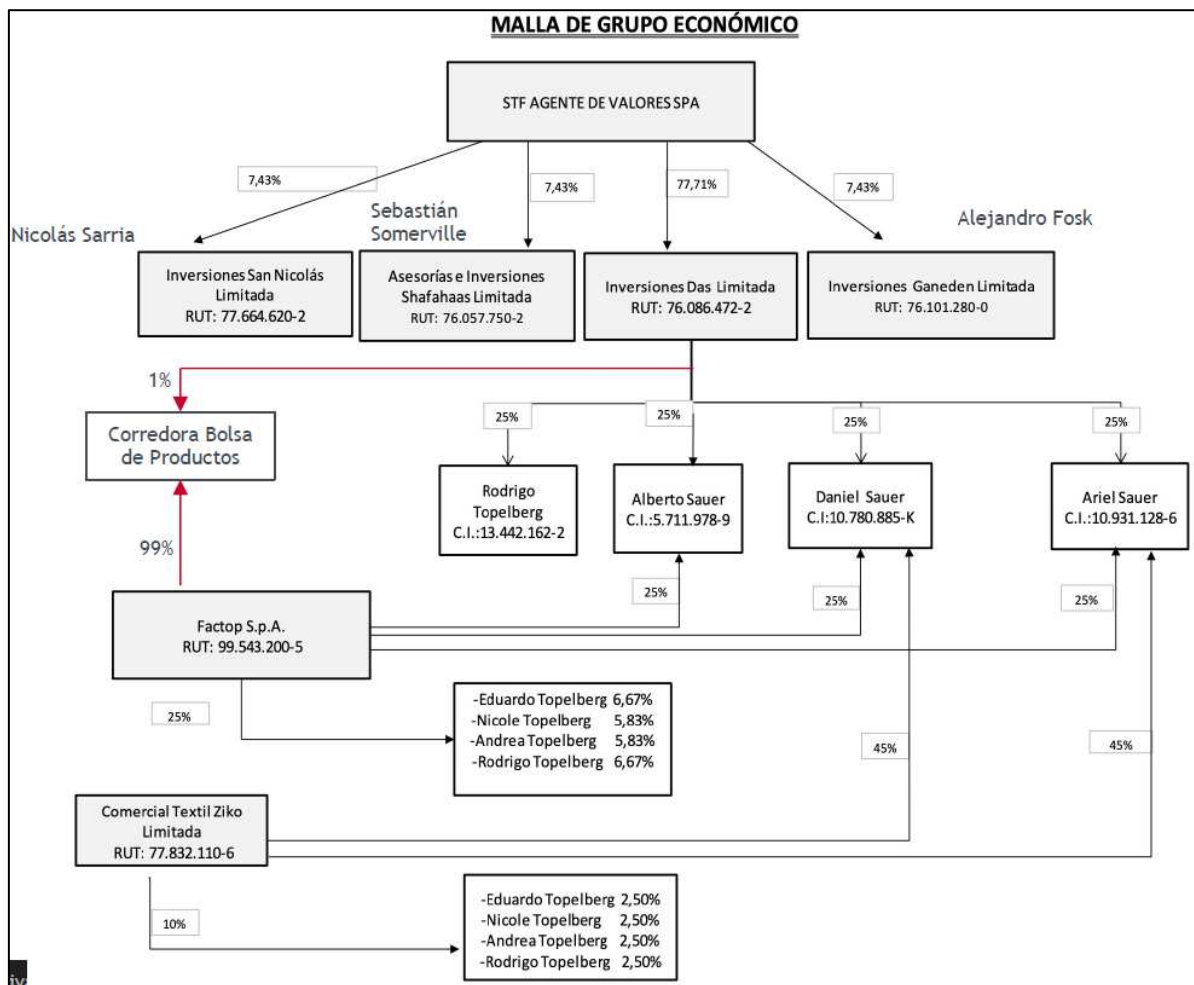 MALLA DE GRUPO ECONÓMICO
STF AGENTE DE VALORES SPA
7,43%
7,43%
77,71%
7,43%
Nicolás Sarria
Sebastián
Somerville
Alejandro Fosk
Inversiones San Nicolás
Limitada
RUT: 77.664.620-2
Asesorías e Inversiones
Shafahaas Limitada
RUT: 76.057.750-2
Inversiones Das Limitada
RUT: 76.086.472-2
Inversiones Ganeden Limitada
RUT: 76.101.280-0
1%
Corredora Bolsa
de Productos
99%
25%
25%
25%
25%
Rodrigo
Topelberg
C.I.:13.442.162-2
Alberto Sauer
C.I.:5.711.978-9
Daniel Sauer
C.I:10.780.885-K
Ariel Sauer
C.I.:10.931.128-6
25%
25%
25%
Factop S.p.A.
RUT: 99.543.200-5
25%
-Eduardo Topelberg 6,67%
-Nicole Topelberg 5,83%
-Andrea Topelberg 5,83%
-Rodrigo Topelberg 6,67%
45%
45%
Comercial Textil Ziko
Limitada
RUT: 77.832.110-6
10%
-Eduardo Topelberg 2,50%
-Nicole Topelberg 2,50%
-Andrea Topelberg 2,50%
-Rodrigo Topelberg 2,50%